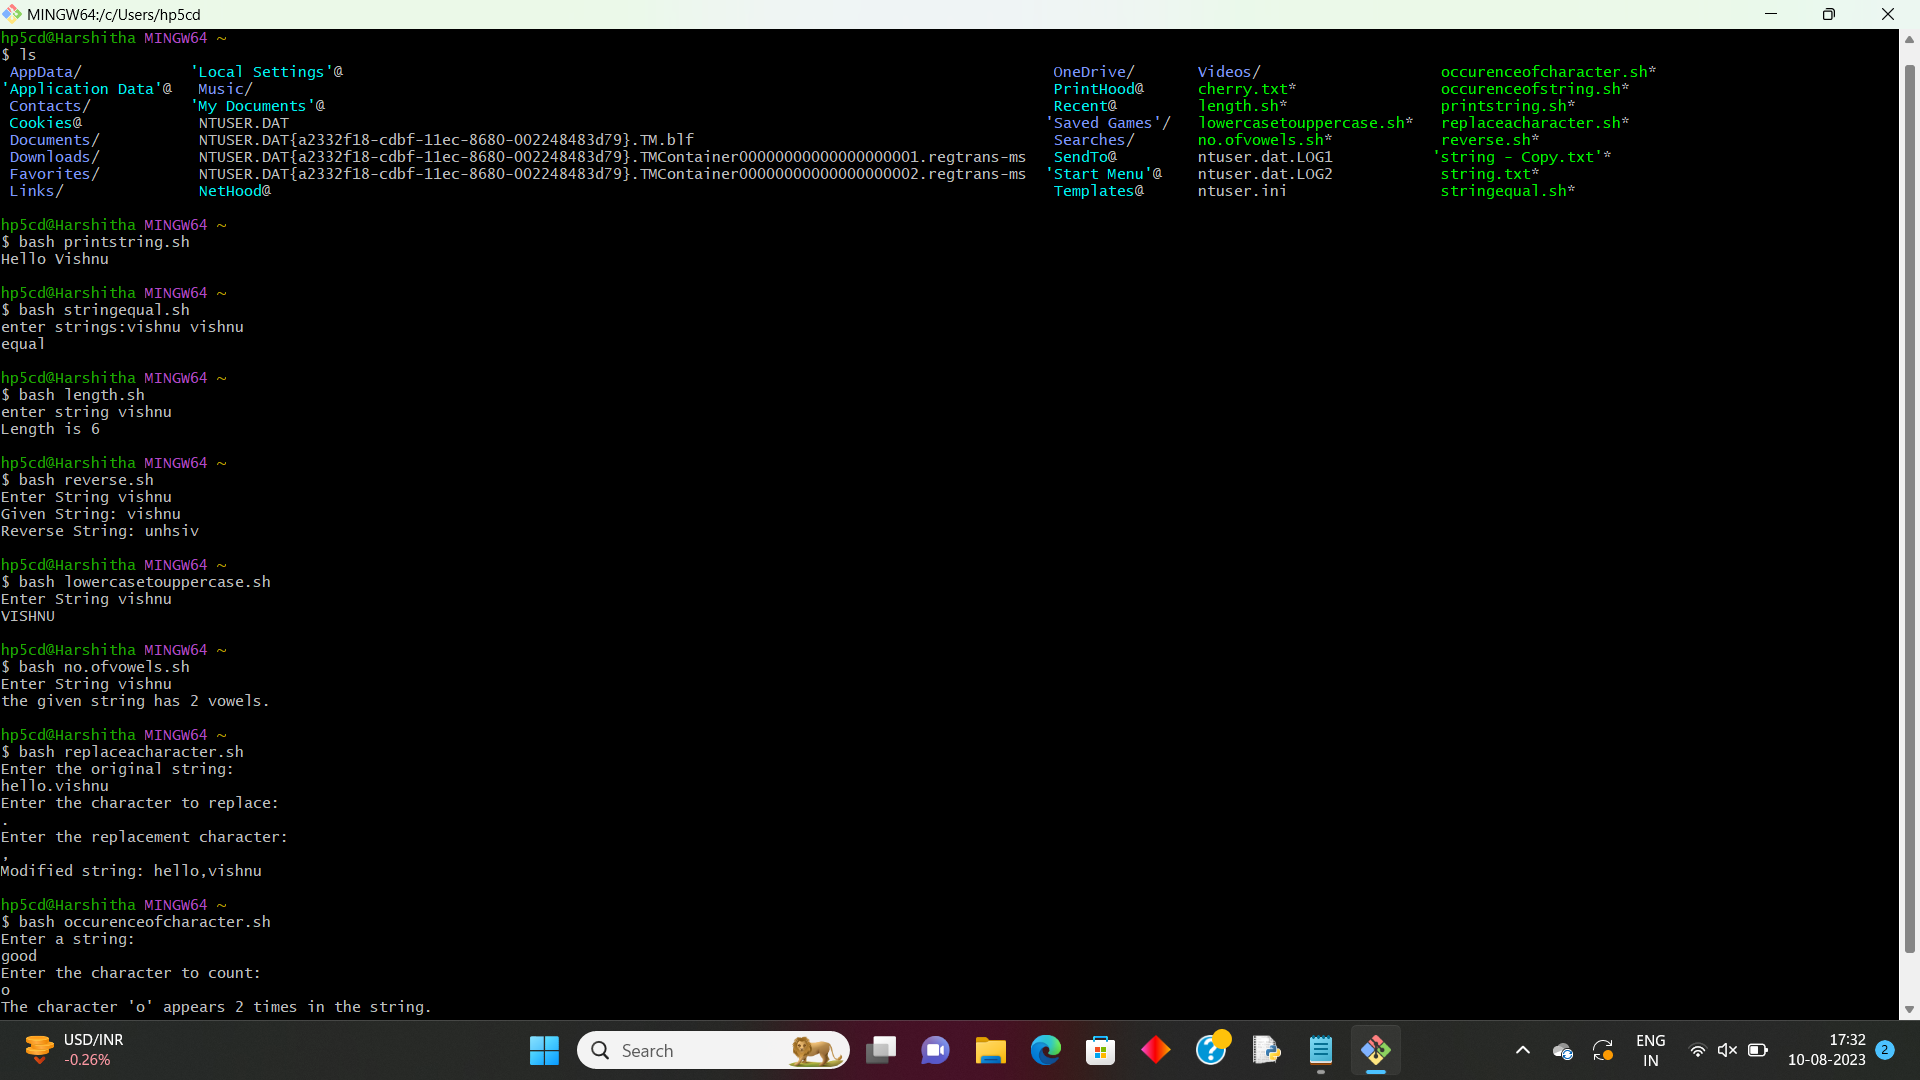 MINGW64:/c/Users/hp5cd
hp5cd@Harshitha MINGW64 ~
$ ls
AppData/ 'Local Settings'@ OneDrive/ Videos/ occurenceofcharacter.sh*
'Application Data'@ Music/ PrintHood@ cherry.txt* occurenceofstring.sh*
Contacts/ 'My Documents'@ Recent@ length.sh* printstring.sh*
Cookies@ NTUSER.DAT 'Saved Games'/ lowercasetouppercase.sh* replaceacharacter.sh*
Documents/ NTUSER.DAT{a2332f18-cdbf-11ec-8680-002248483d79}.TM.blf Searches/ no.ofvowels.sh* reverse.sh*
Downloads/ NTUSER.DAT{a2332f18-cdbf-11ec-8680-002248483d79}.TMContainer00000000000000000001.regtrans-ms SendTo@ ntuser.dat.LOG1 'string - Copy.txt'*
Favorites/ NTUSER.DAT{a2332f18-cdbf-11ec-8680-002248483d79}.TMContainer00000000000000000002.regtrans-ms 'Start Menu'@ ntuser.dat.LOG2 string.txt*
Links/ NetHood@ Templates@ ntuser.ini stringequal.sh*
hp5cd@Harshitha MINGW64 ~
$ bash printstring.sh
Hello Vishnu
hp5cd@Harshitha MINGW64 ~
$ bash stringequal.sh
enter strings:vishnu vishnu
equal
hp5cd@Harshitha MINGW64 ~
$ bash length.sh
enter string vishnu
Length is 6
hp5cd@Harshitha MINGW64 ~
$ bash reverse.sh
Enter String vishnu
Given String: vishnu
Reverse String: unhsiv
hp5cd@Harshitha MINGW64 ~
$ bash lowercasetouppercase.sh
Enter String vishnu
VISHNU
hp5cd@Harshitha MINGW64 ~
$ bash no.ofvowels.sh
Enter String vishnu
the given string has 2 vowels.
hp5cd@Harshitha MINGW64 ~
$ bash replaceacharacter.sh
Enter the original string:
hello.vishnu
Enter the character to replace:
.
Enter the replacement character:
,
Modified string: hello,vishnu
hp5cd@Harshitha MINGW64 ~
$ bash occurenceofcharacter.sh
Enter a string:
good
Enter the character to count:
o
The character 'o' appears 2 times in the string.
USD/INR
-0.26%
Search
ENG
IN
17:32
10-08-2023
2